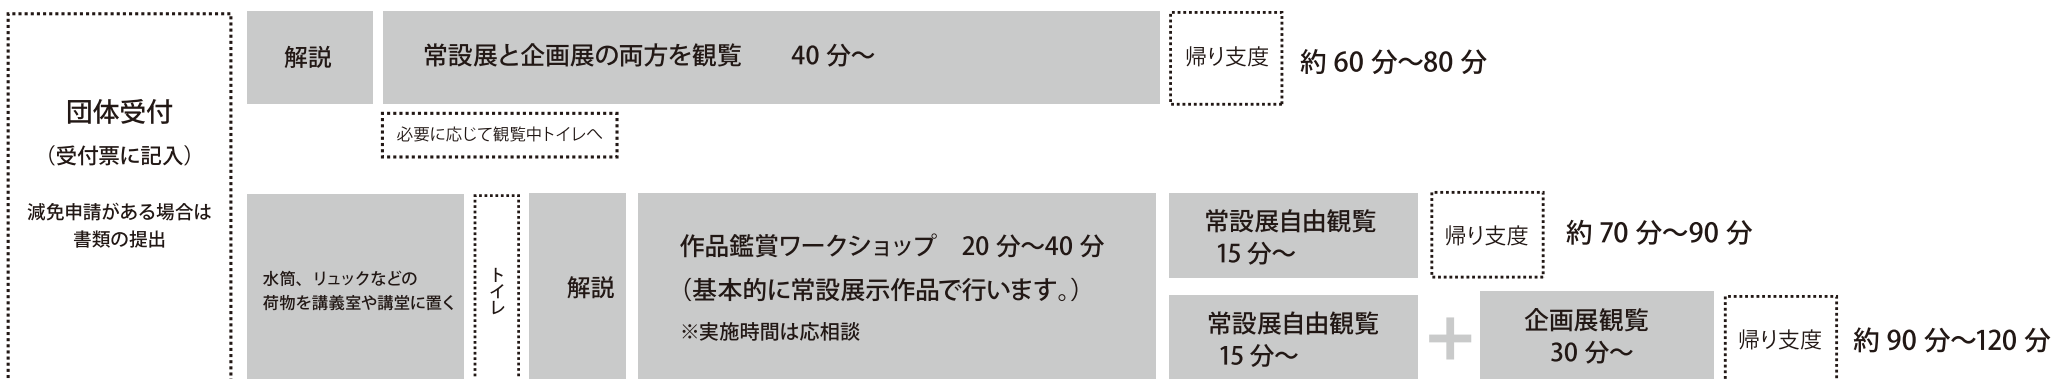 団体受付
（受付票に記入）
減免申請がある場合は
書類の提出
解説
常設展と企画展の両方を観覧　40 分～
帰り支度
約 60 分～80 分
必要に応じて観覧中トイレへ
水筒、リュックなどの
荷物を講義室や講堂に置く
トイレ
解説
作品鑑賞ワークショップ　20 分～40 分
（基本的に常設展示作品で行います。）
※実施時間は応相談
常設展自由観覧
15 分～
帰り支度
約 70 分～90 分
常設展自由観覧
15 分～
+
企画展観覧
30 分～
帰り支度
約 90 分～120 分